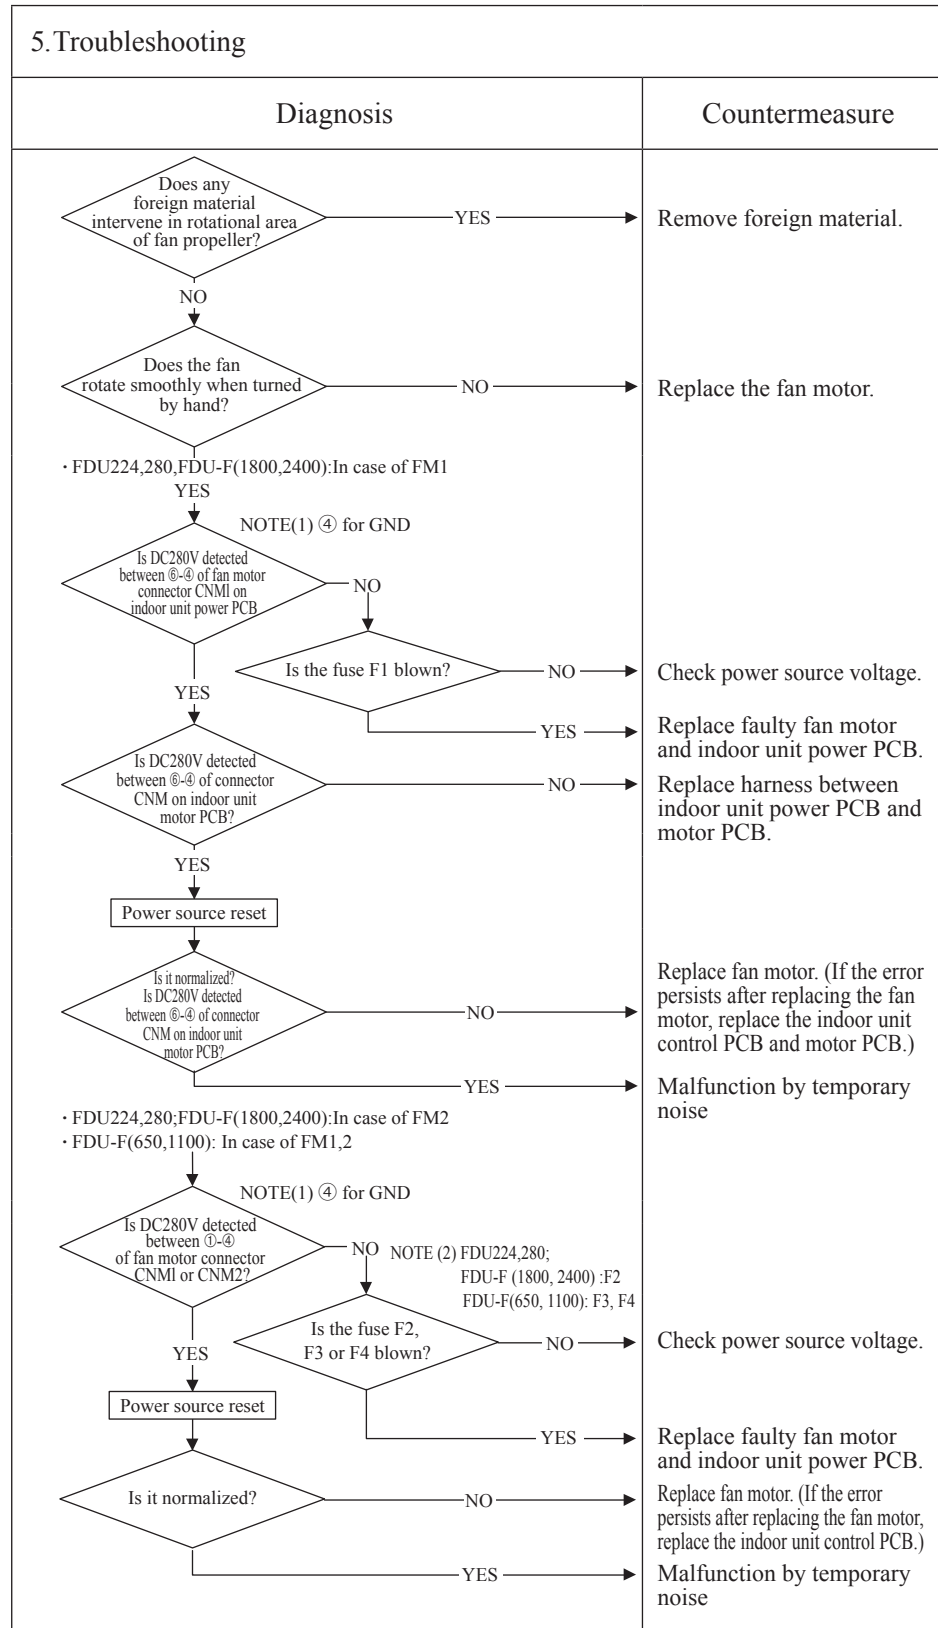 5.Troubleshooting
Diagnosis
Countermeasure
Does any
foreign material
intervene in rotational area
of fan propeller?
YES
Remove foreign material.
NO
Does the fan
rotate smoothly when turned
by hand?
NO
Replace the fan motor.
・FDU224,280,FDU-F(1800,2400):In case of FM1
YES
NOTE(1) ④ for GND
Is DC280V detected
between ⑥-④ of fan motor
connector CNMl on
indoor unit power PCB
NO
Is the fuse F1 blown?
NO
Check power source voltage.
YES
YES
Replace faulty fan motor
and indoor unit power PCB.
Is DC280V detected
between ⑥-④ of connector
CNM on indoor unit
motor PCB?
NO
Replace harness between
indoor unit power PCB and
motor PCB.
YES
Power source reset
Is it normalized?
Is DC280V detected
between ⑥-④ of connector
CNM on indoor unit
motor PCB?
NO
Replace fan motor. (If the error
persists after replacing the fan
motor, replace the indoor unit
control PCB and motor PCB.)
YES
Malfunction by temporary
noise
・FDU224,280;FDU-F(1800,2400):In case of FM2
・FDU-F(650,1100): In case of FM1,2
NOTE(1) ④ for GND
Is DC280V detected
between ①-④
of fan motor connector
CNMl or CNM2?
NO
NOTE (2) FDU224,280;
FDU-F (1800, 2400) :F2
FDU-F(650, 1100): F3, F4
Is the fuse F2,
F3 or F4 blown?
NO
Check power source voltage.
YES
Power source reset
YES
Replace faulty fan motor
and indoor unit power PCB.
Is it normalized?
NO
Replace fan motor. (If the error
persists after replacing the fan motor,
replace the indoor unit control PCB.)
YES
Malfunction by temporary
noise